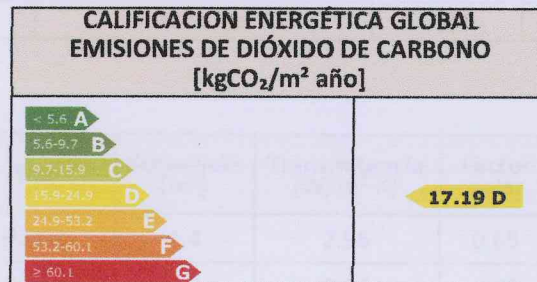 CALIFICACION ENERGÉTICA GLOBAL
EMISIONES DE DIÓXIDO DE CARBONO
[kgCO₂/m² año]
< 5.6 A
5.6-9.7 B
9.7-15.9 C
15.9-24.9 D
17.19 D
24.9-53.2 E
53.2-60.1 F
≥ 60.1 G